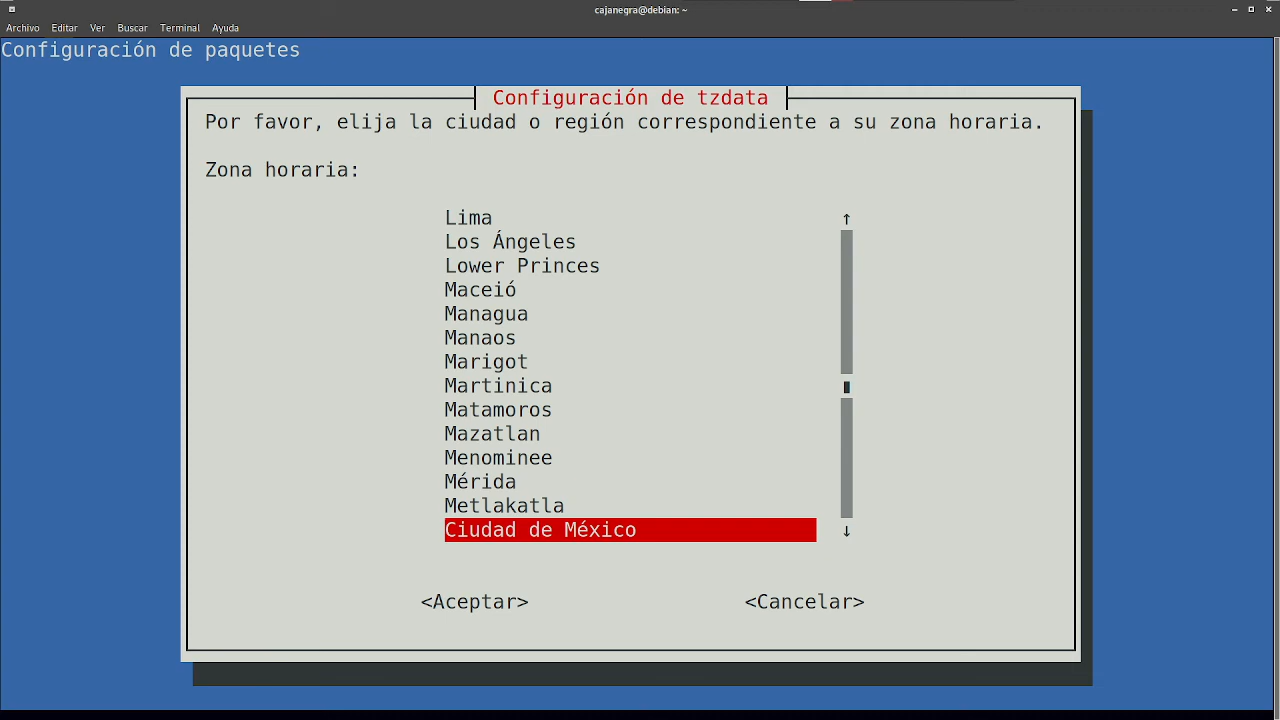 cajanegra@debian: ~
Archivo Editar Ver Buscar Terminal Ayuda
Configuración de paquetes
Configuración de tzdata
Por favor, elija la ciudad o región correspondiente a su zona horaria.
Zona horaria:
Lima
Los Ángeles
Lower Princes
Maceió
Managua
Manaos
Marigot
Martinica
Matamoros
Mazatlan
Menominee
Mérida
Metlakatla
Ciudad de México
<Aceptar> <Cancelar>